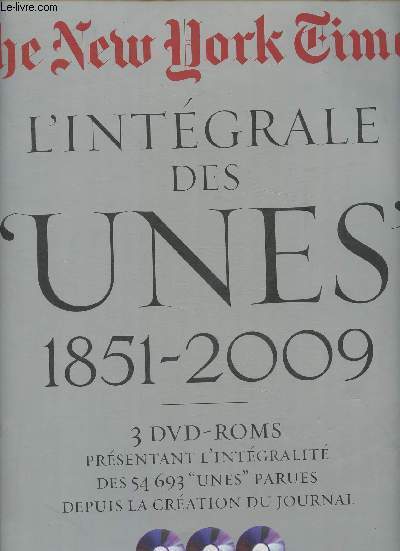 © Le-livre.com
he New York Time
L'INTÉGRALE
DES
'UNES'
1851-2009
3 DVD-ROMS
PRÉSENTANT L'INTÉGRALITÉ
DES 54 693 "UNES" PARUES
DEPUIS LA CRÉATION DU JOURNAL